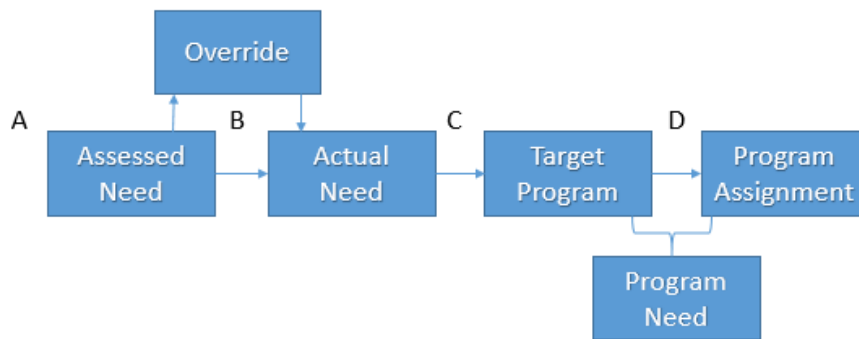 Override
A
B
C
D
Assessed
Need
Actual
Need
Target
Program
Program
Assignment
Program
Need